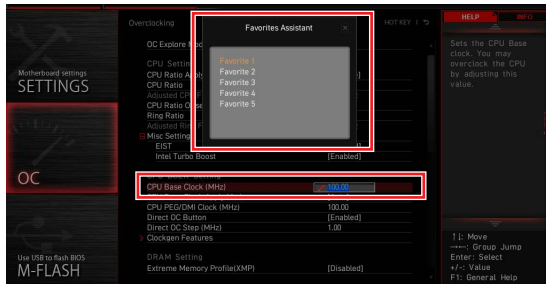 Overclocking
HOT KEY
HELP
INFO
Favorites Assistant
Favorite 1
Favorite 2
Favorite 3
Favorite 4
Favorite 5
Motherboard settings
SETTINGS
OC
Use USB to flash BIOS
M-FLASH
OC Explore
CPU
CPU Ratio
CPU Ratio
Adjusted CPU
CPU Ratio
Ring Ratio
Adjusted Ring
Misc Setting
EIST
Intel Turbo Boost [Enabled]
CPU Base Clock (MHz) 100.00
CPU PEG/DMI Clock (MHz) 100.00
Direct OC Button [Enabled]
Direct OC Step (MHz) 1.00
Clockgen Features
DRAM Setting
Extreme Memory Profile(XMP) [Disabled]
Sets the CPU Base
clock. You may
overclock the CPU
by adjusting this
value.
↑↓: Move
→←: Group Jump
Enter: Select
+/-: Value
F1: General Help